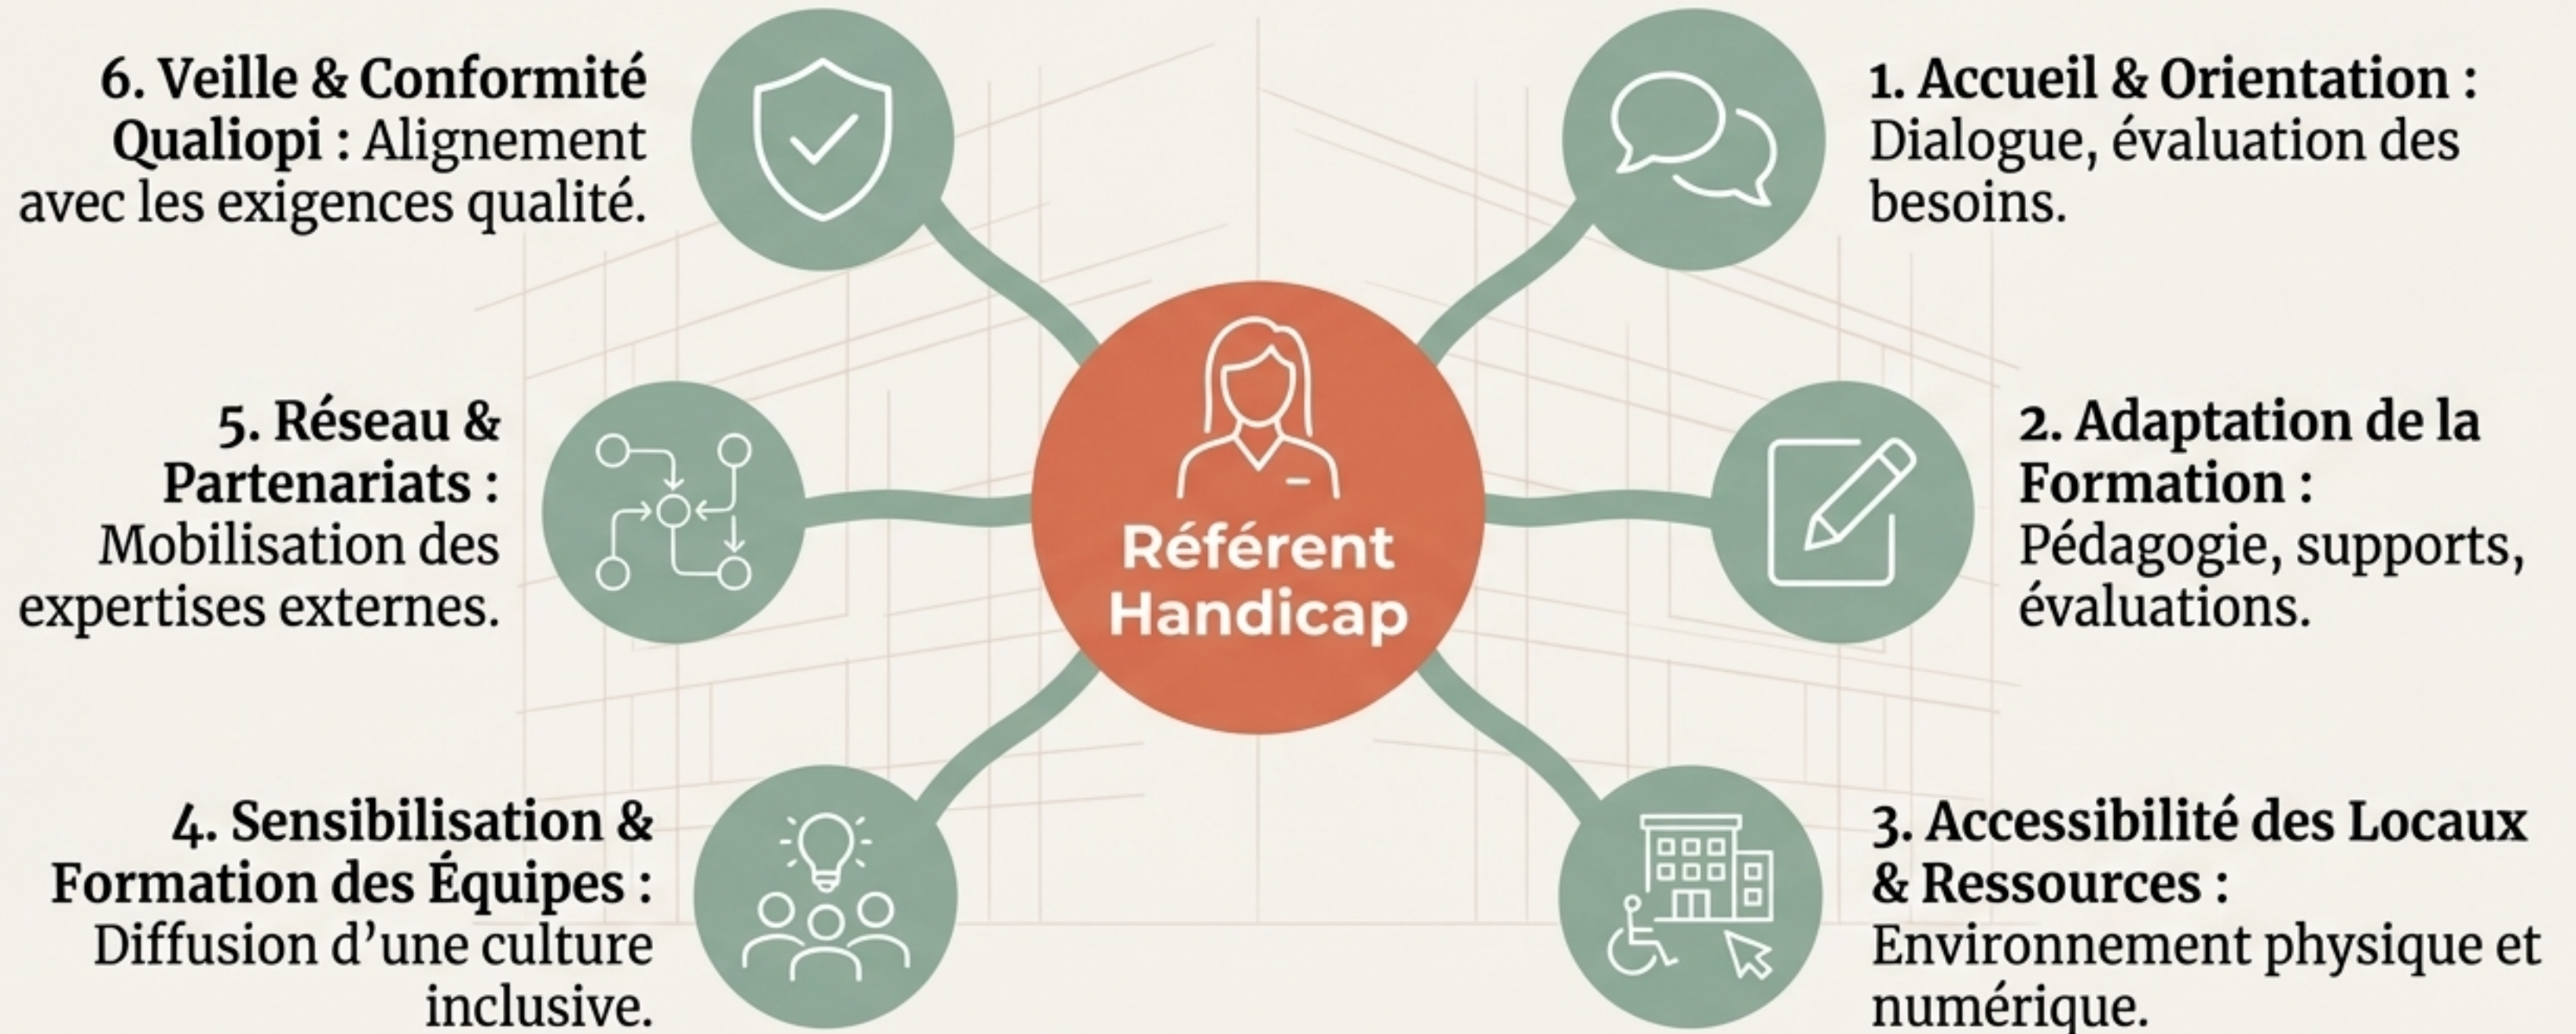 6. Veille & Conformité
Qualiopi : Alignement
avec les exigences qualité.
1. Accueil & Orientation :
Dialogue, évaluation des
besoins.
5. Réseau &
Partenariats :
Mobilisation des
expertises externes.
Référent
Handicap
2. Adaptation de la
Formation :
Pédagogie, supports,
évaluations.
4. Sensibilisation &
Formation des Équipes :
Diffusion d’une culture
inclusive.
3. Accessibilité des Locaux
& Ressources :
Environnement physique et
numérique.